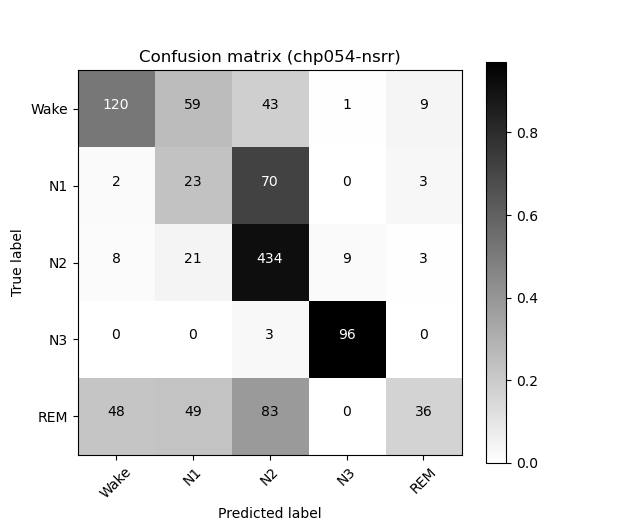 Confusion matrix (chp054-nsrr)
True label
Wake 120 59 43 1 9
N1 2 23 70 0 3
N2 8 21 434 9 3
N3 0 0 3 96 0
REM 48 49 83 0 36
Wake N1 N2 N3 REM
Predicted label
0.8
0.6
0.4
0.2
0.0